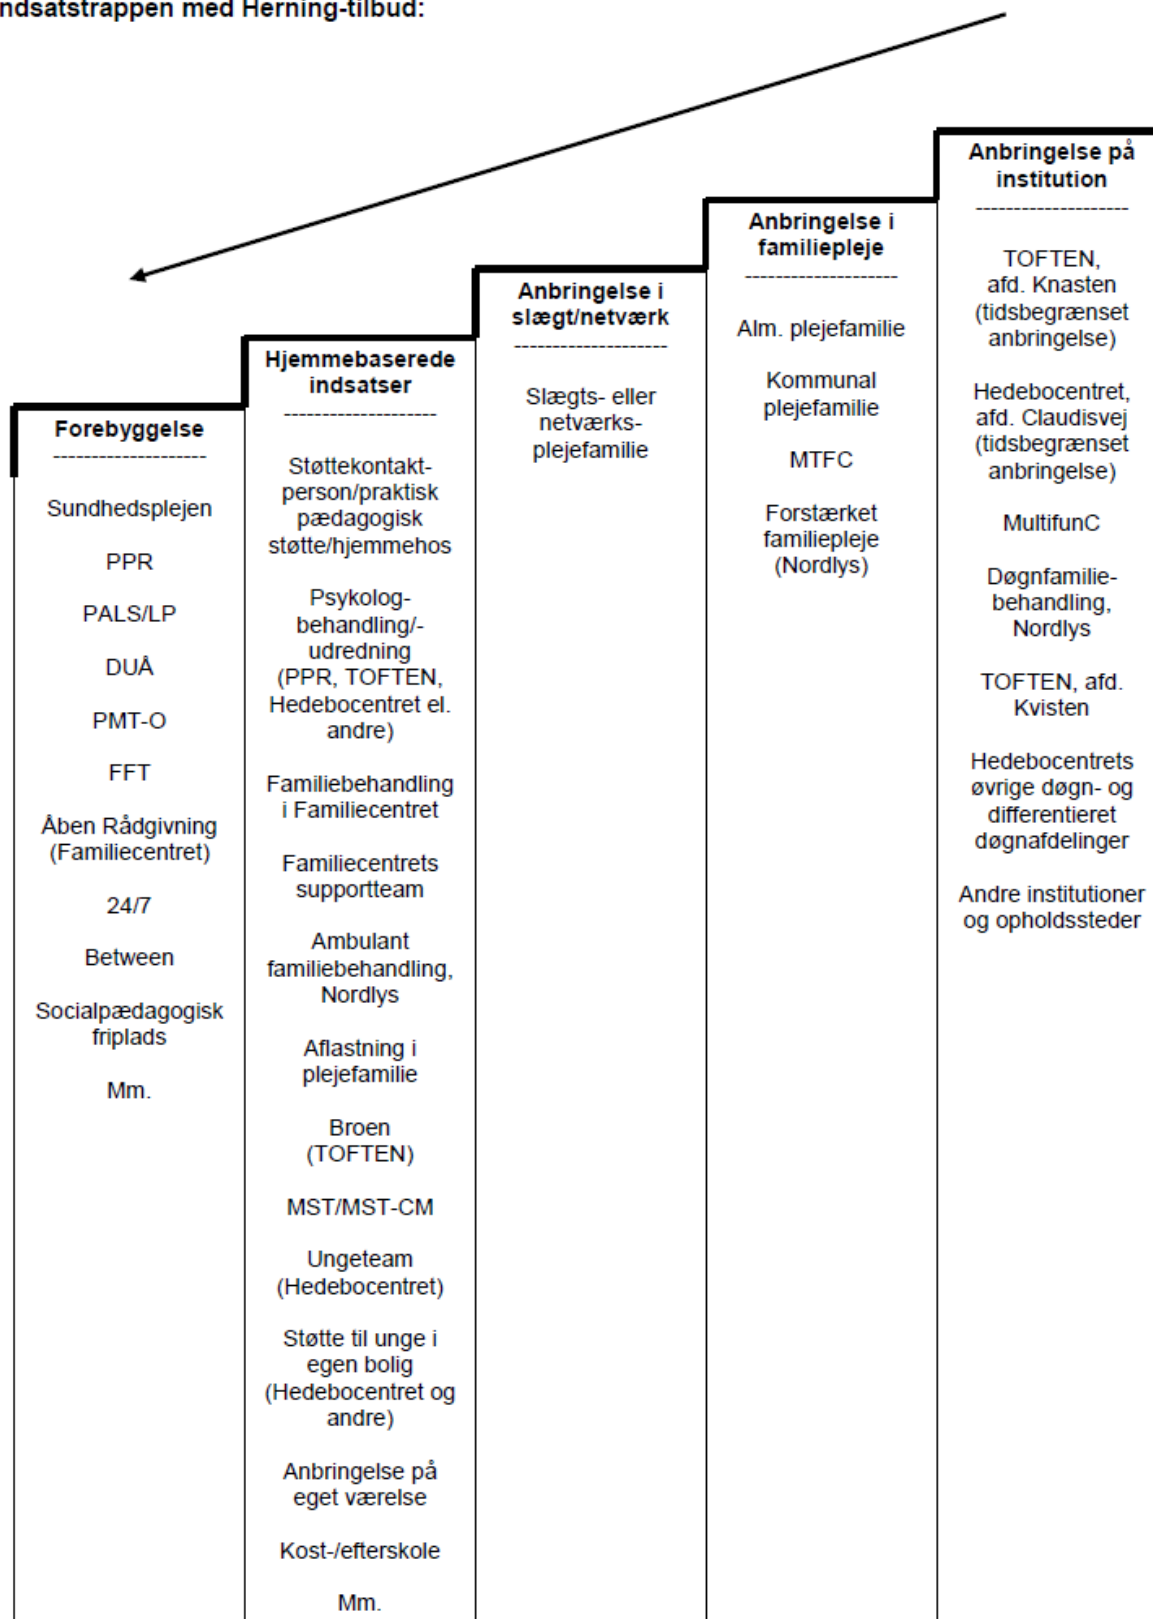 ndsatstrappen med Herning-tilbud:
Forebyggelse
--------------------
Sundhedsplejen
PPR
PALS/LP
DUÅ
PMT-O
FFT
Åben Rådgivning
(Familiecentret)
24/7
Between
Socialpædagogisk
friplads
Mm.
Hjemmebaserede
indsatser
--------------------
Støttekontakt-
person/praktisk
pædagogisk
støtte/hjemmehos
Psykolog-
behandling/-
udredning
(PPR, TOFTEN,
Hedebocentret el.
andre)
Familiebehandling
i Familiecentret
Familiecentrets
supportteam
Ambulant
familiebehandling,
Nordlys
Aflastning i
plejefamilie
Broen
(TOFTEN)
MST/MST-CM
Ungeteam
(Hedebocentret)
Støtte til unge i
egen bolig
(Hedebocentret og
andre)
Anbringelse på
eget værelse
Kost-/efterskole
Mm.
Anbringelse i
slægt/netværk
--------------------
Slægts- eller
netværks-
plejefamilie
Anbringelse i
familiepleje
--------------------
Alm. plejefamilie
Kommunal
plejefamilie
MTFC
Forstærket
familiepleje
(Nordlys)
Anbringelse på
institution
--------------------
TOFTEN,
afd. Knasten
(tidsbegrænset
anbringelse)
Hedebocentret,
afd. Claudisvej
(tidsbegrænset
anbringelse)
MultifunC
Døgnfamilie-
behandling,
Nordlys
TOFTEN, afd.
Kvisten
Hedebocentrets
øvrige døgn- og
differentieret
døgnafdelinger
Andre institutioner
og opholdssteder